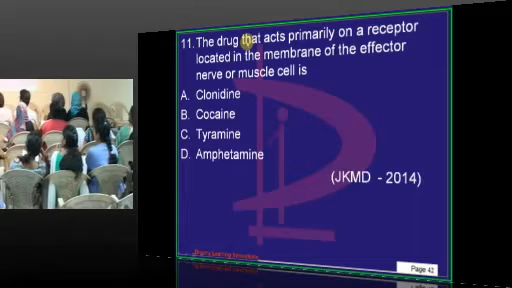 11. The drug that acts primarily on a receptor
located in the membrane of the effector
nerve or muscle cell is
A. Clonidine
B. Cocaine
C. Tyramine
D. Amphetamine
(JKMD - 2014)
Page 42